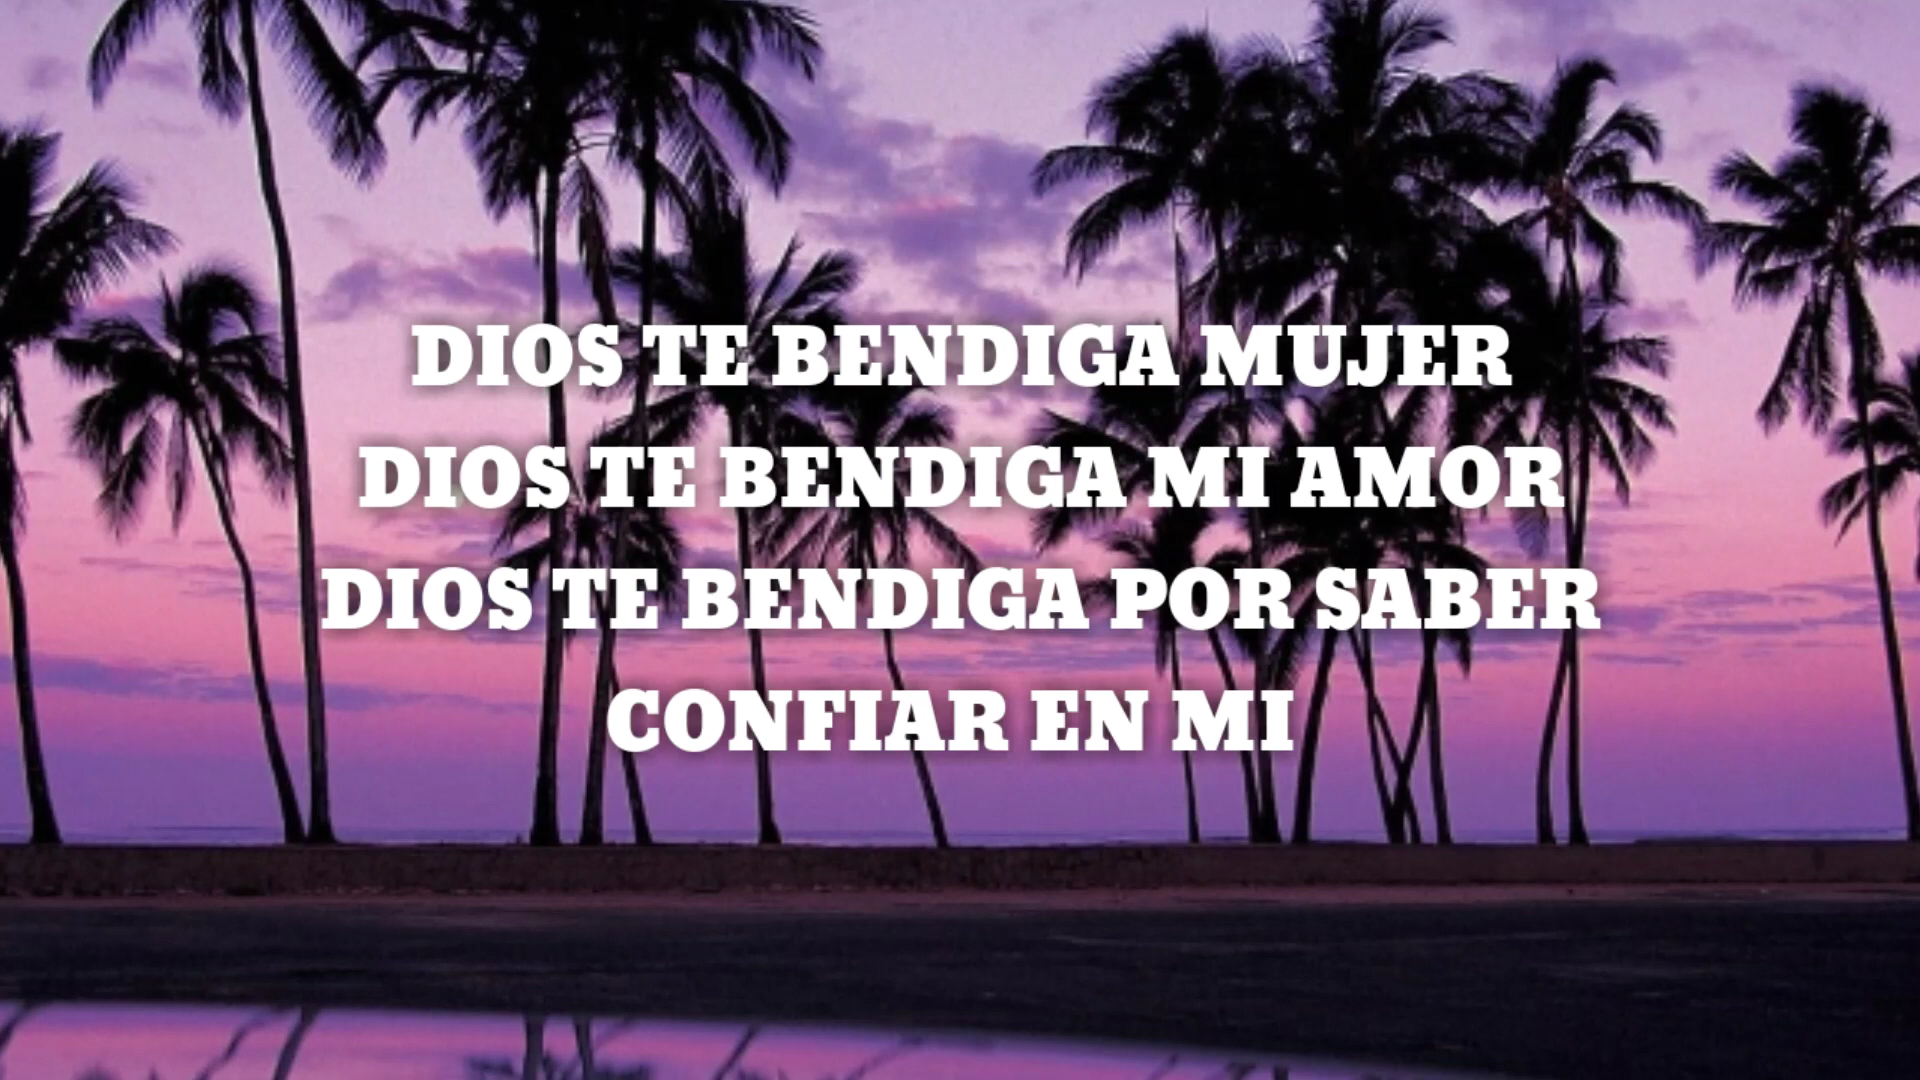 DIOS TE BENDIGA MUJER
DIOS TE BENDIGA MI AMOR
DIOS TE BENDIGA POR SABER
CONFIAR EN MI